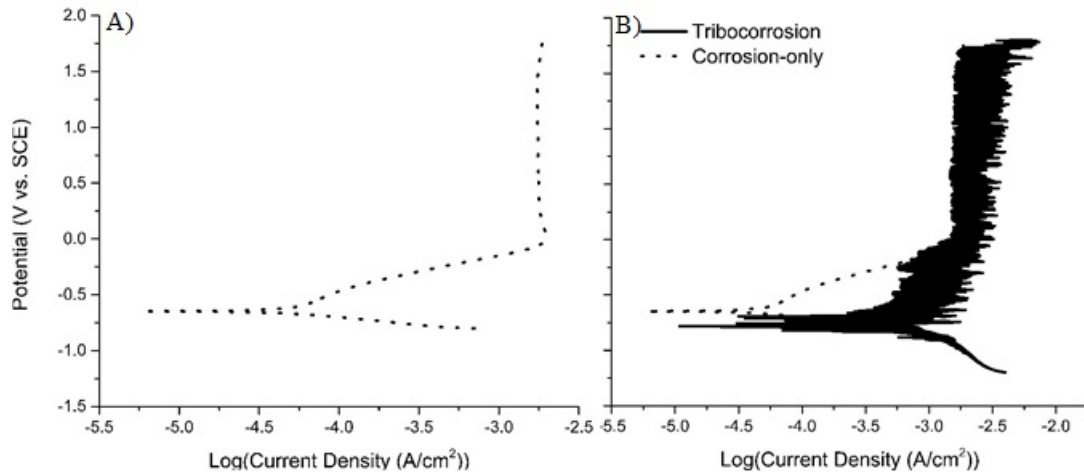 A)
B)
Tribocorrosion
Corrosion-only
Potential (V vs. SCE)
2.0
1.5
1.0
0.5
0.0
-0.5
-1.0
-1.5
-5.5 -5.0 -4.5 -4.0 -3.5 -3.0 -2.5
-5.5 -5.0 -4.5 -4.0 -3.5 -3.0 -2.5 -2.0
Log(Current Density (A/cm²))
Log(Current Density (A/cm²))